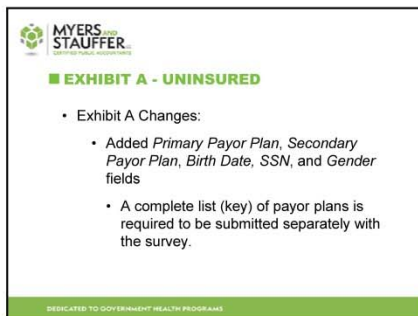 MYERS AND
STAUFFER LC
CERTIFIED PUBLIC ACCOUNTANTS
■ EXHIBIT A - UNINSURED
• Exhibit A Changes:
• Added Primary Payor Plan, Secondary
Payor Plan, Birth Date, SSN, and Gender
fields
• A complete list (key) of payor plans is
required to be submitted separately with
the survey.
DEDICATED TO GOVERNMENT HEALTH PROGRAMS